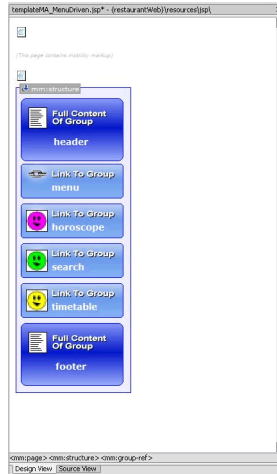 templateMA_MenuDriven.jsp* - {restaurantWeb}\resources\jsp\
(This page contains mobility markup)
mm:structure
Full Content
Of Group
header
Link To Group
menu
Link To Group
horoscope
Link To Group
search
Link To Group
timetable
Full Content
Of Group
footer
<mm:page> <mm:structure> <mm:group-ref>
Design View Source View